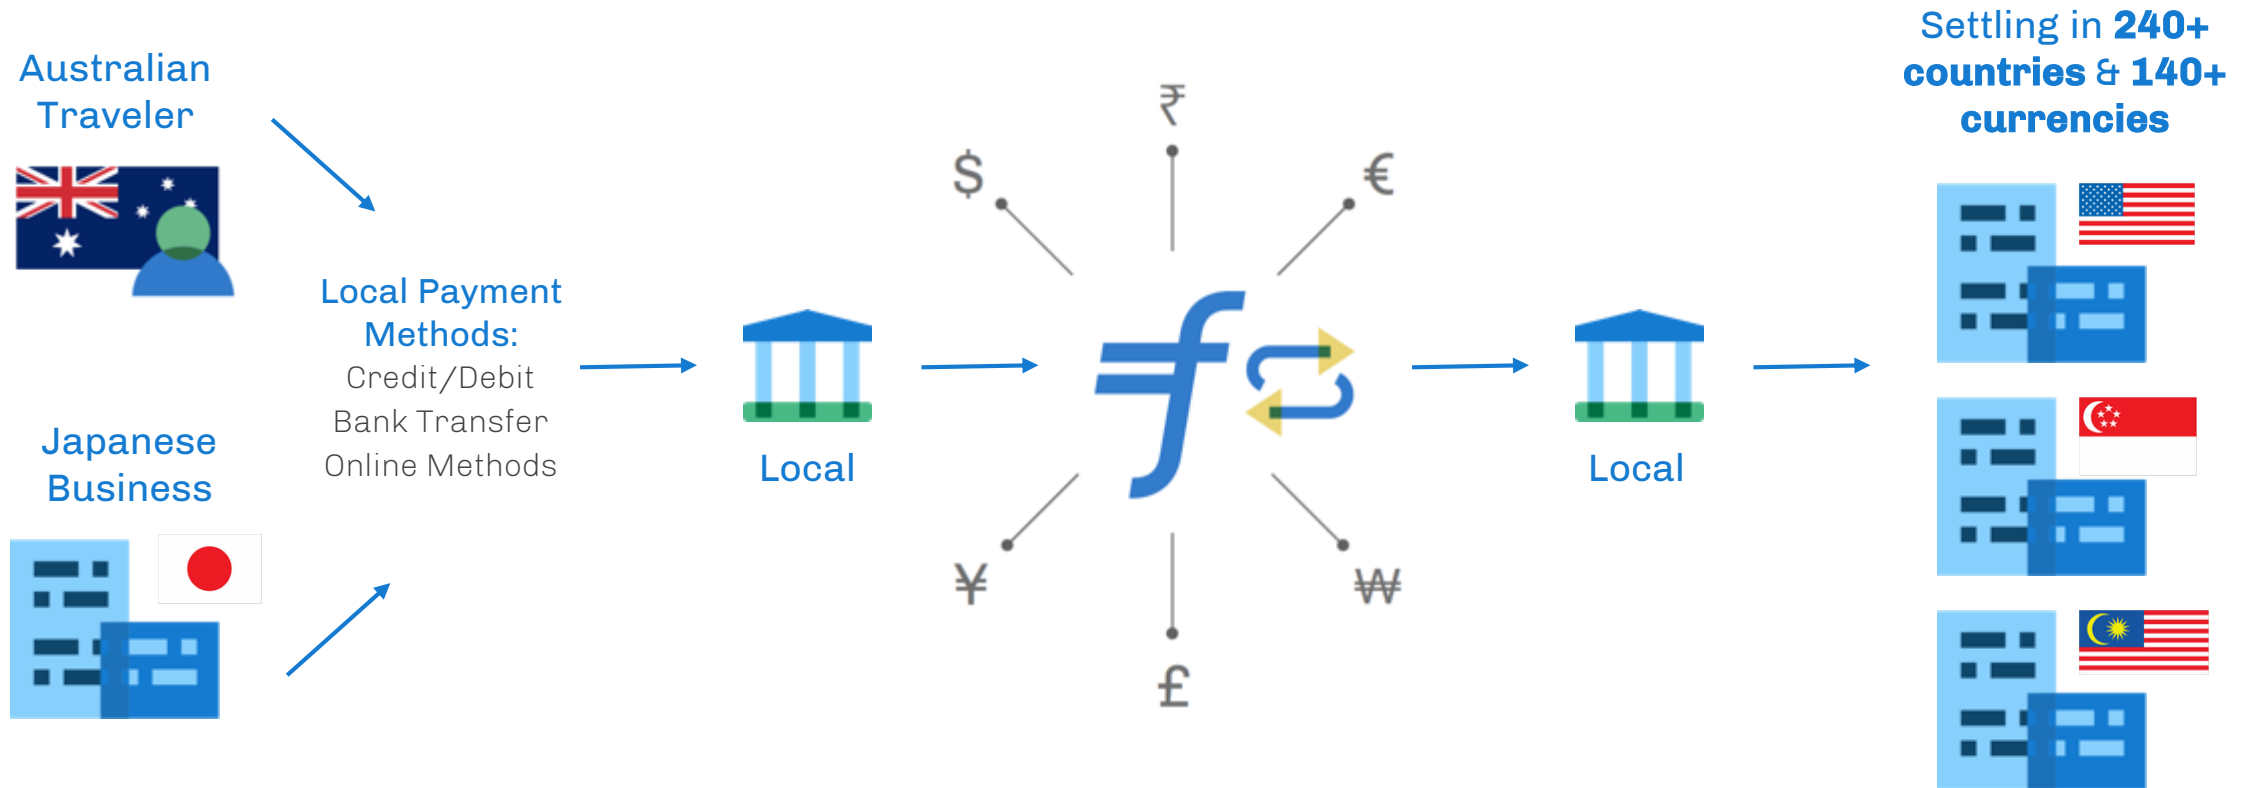 Australian
Traveler
Japanese
Business
Local Payment
Methods:
Credit/Debit
Bank Transfer
Online Methods
Local
₹
$
€
¥
₩
£
Local
Settling in 240+
countries & 140+
currencies